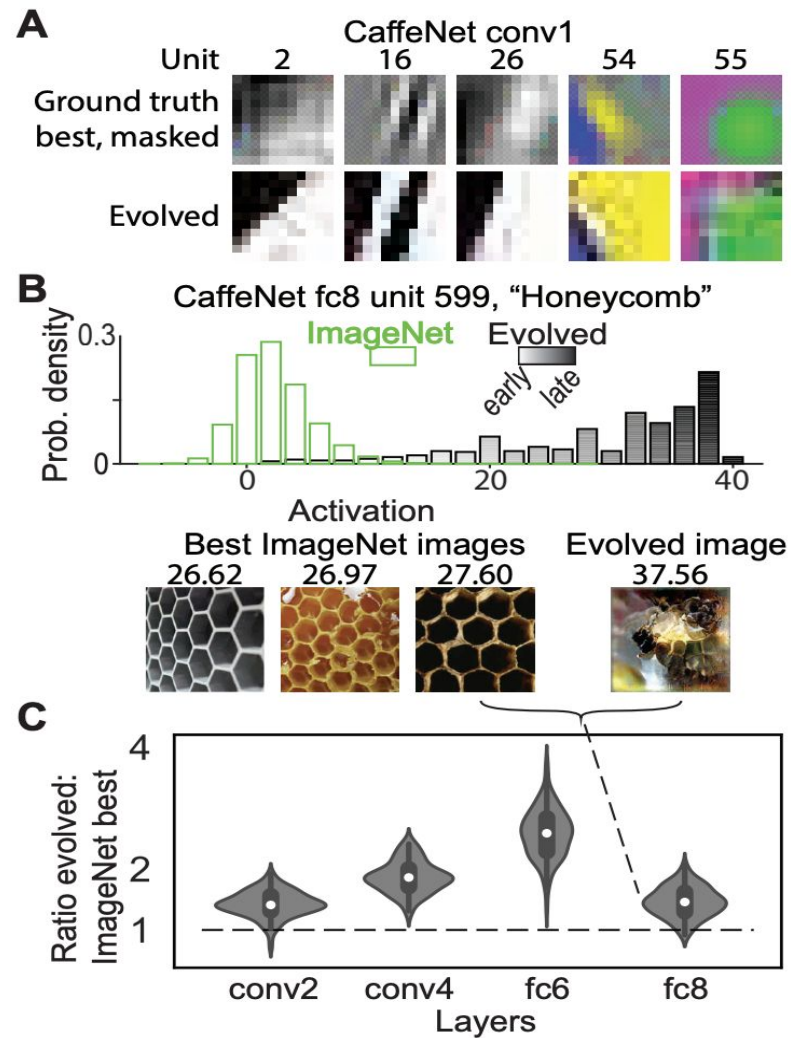 A
CaffeNet conv1
Unit 2 16 26 54 55
Ground truth
best, masked
Evolved
B
CaffeNet fc8 unit 599, “Honeycomb”
ImageNet Evolved
early late
Prob. density
0.3
0
0 20 40
Activation
Best ImageNet images Evolved image
26.62 26.97 27.60 37.56
C
Ratio evolved:
ImageNet best
4
2
1
conv2 conv4 fc6 fc8
Layers